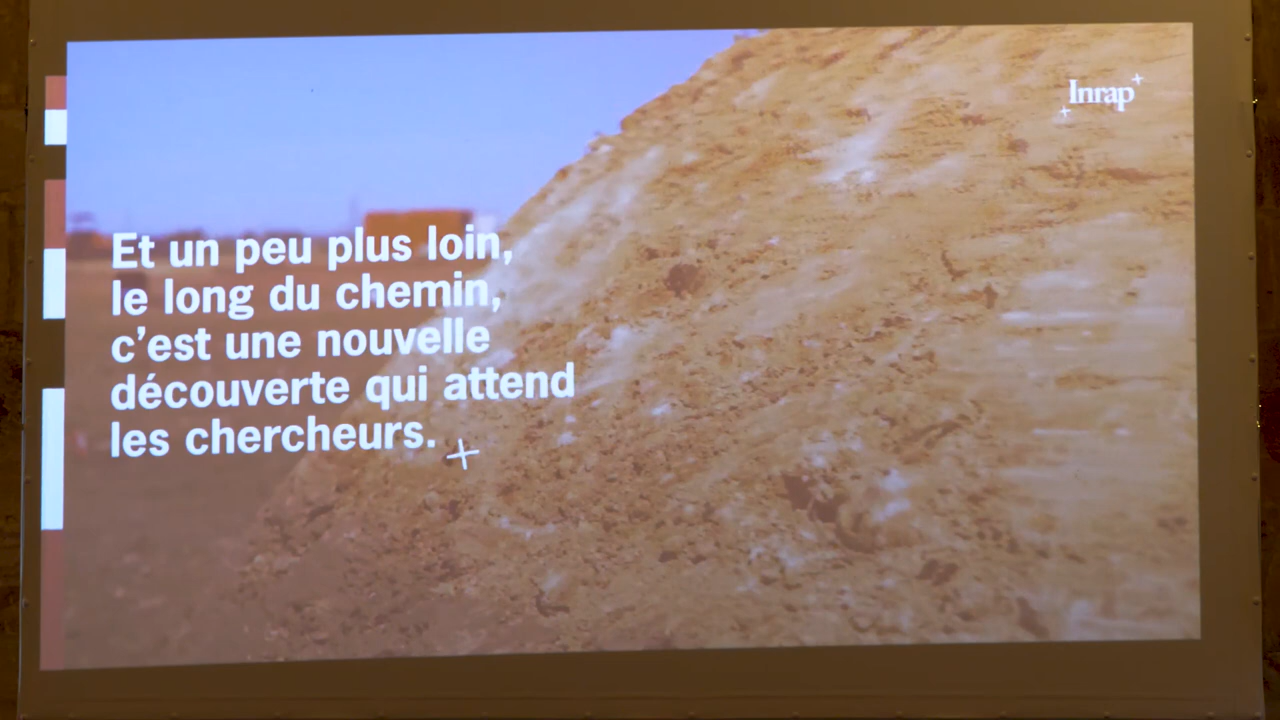 Inrap
Et un peu plus loin,
le long du chemin,
c'est une nouvelle
découverte qui attend
les chercheurs.